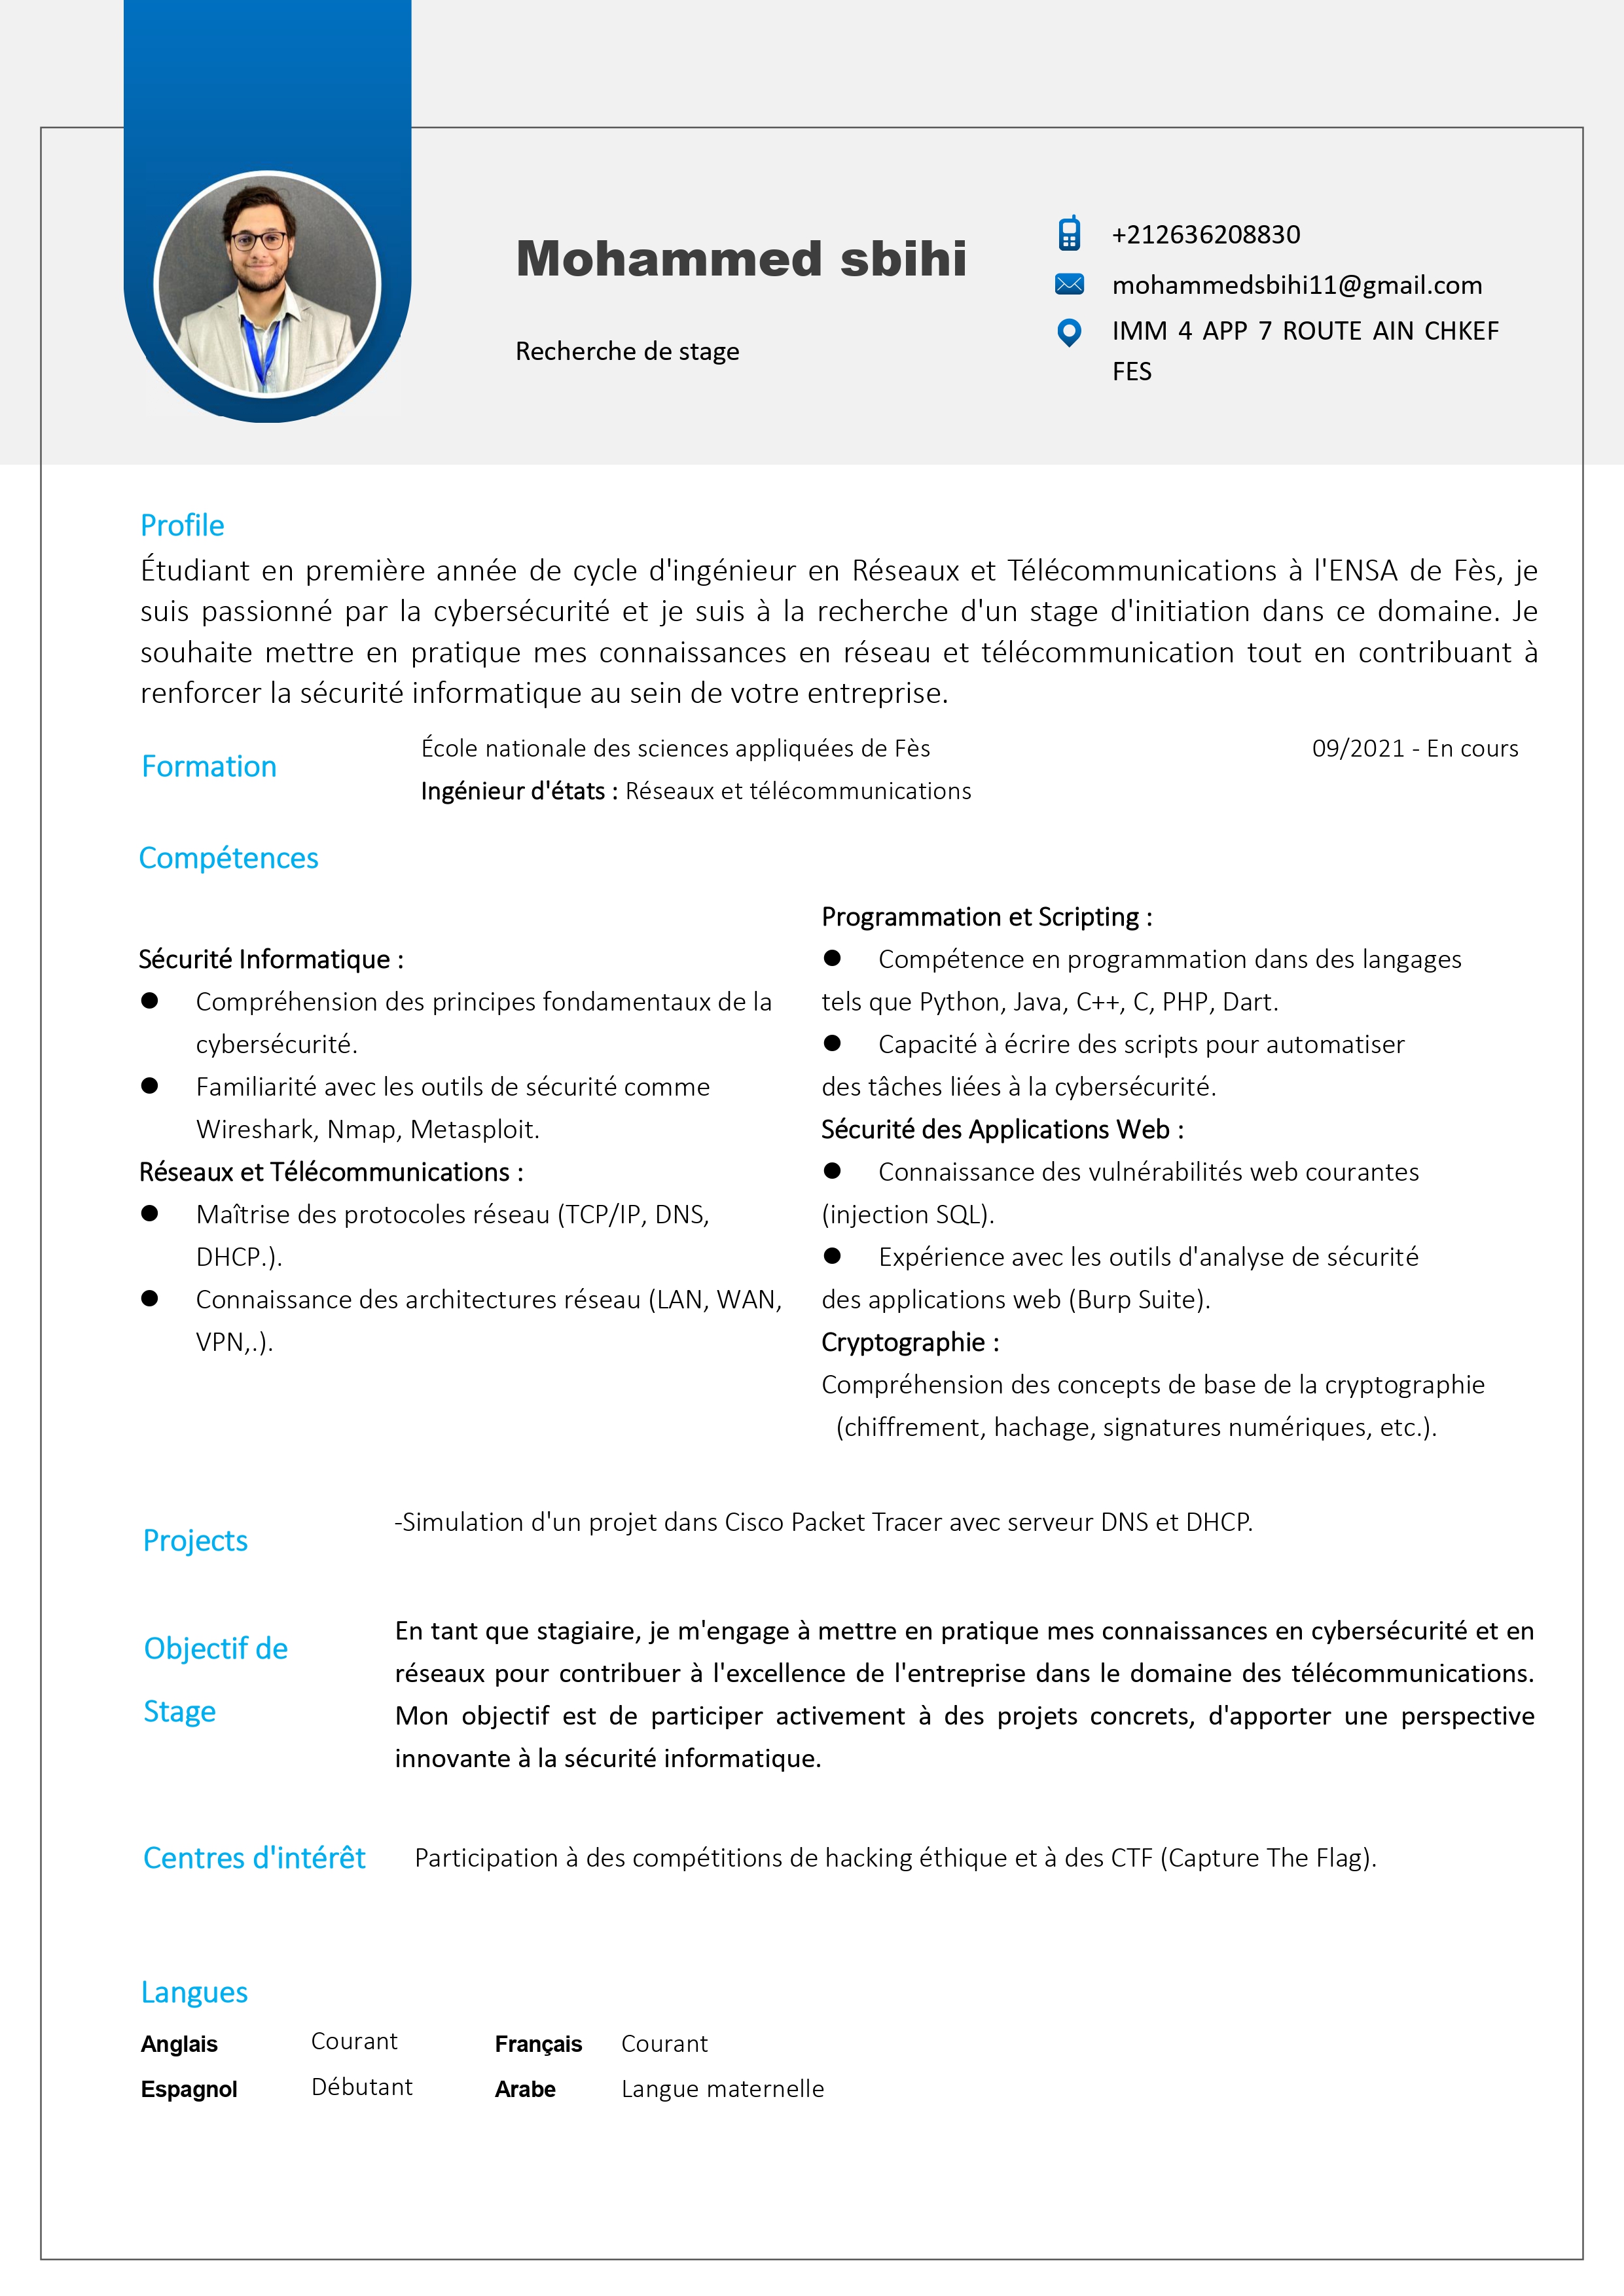 Mohammed sbihi
Recherche de stage
+212636208830
mohammedsbihi11@gmail.com
IMM 4 APP 7 ROUTE AIN CHKEF
FES
Profile
Étudiant en première année de cycle d'ingénieur en Réseaux et Télécommunications à l'ENSA de Fès, je
suis passionné par la cybersécurité et je suis à la recherche d'un stage d'initiation dans ce domaine. Je
souhaite mettre en pratique mes connaissances en réseau et télécommunication tout en contribuant à
renforcer la sécurité informatique au sein de votre entreprise.
Formation
École nationale des sciences appliquées de Fès 09/2021 - En cours
Ingénieur d'états : Réseaux et télécommunications
Compétences
Sécurité Informatique :
● Compréhension des principes fondamentaux de la
cybersécurité.
● Familiarité avec les outils de sécurité comme
Wireshark, Nmap, Metasploit.
Réseaux et Télécommunications :
● Maîtrise des protocoles réseau (TCP/IP, DNS,
DHCP.).
● Connaissance des architectures réseau (LAN, WAN,
VPN,.).
Programmation et Scripting :
● Compétence en programmation dans des langages
tels que Python, Java, C++, C, PHP, Dart.
● Capacité à écrire des scripts pour automatiser
des tâches liées à la cybersécurité.
Sécurité des Applications Web :
● Connaissance des vulnérabilités web courantes
(injection SQL).
● Expérience avec les outils d'analyse de sécurité
des applications web (Burp Suite).
Cryptographie :
Compréhension des concepts de base de la cryptographie
(chiffrement, hachage, signatures numériques, etc.).
Projects
-Simulation d'un projet dans Cisco Packet Tracer avec serveur DNS et DHCP.
Objectif de
Stage
En tant que stagiaire, je m'engage à mettre en pratique mes connaissances en cybersécurité et en
réseaux pour contribuer à l'excellence de l'entreprise dans le domaine des télécommunications.
Mon objectif est de participer activement à des projets concrets, d'apporter une perspective
innovante à la sécurité informatique.
Centres d'intérêt
Participation à des compétitions de hacking éthique et à des CTF (Capture The Flag).
Langues
Anglais Courant Français Courant
Espagnol Débutant Arabe Langue maternelle